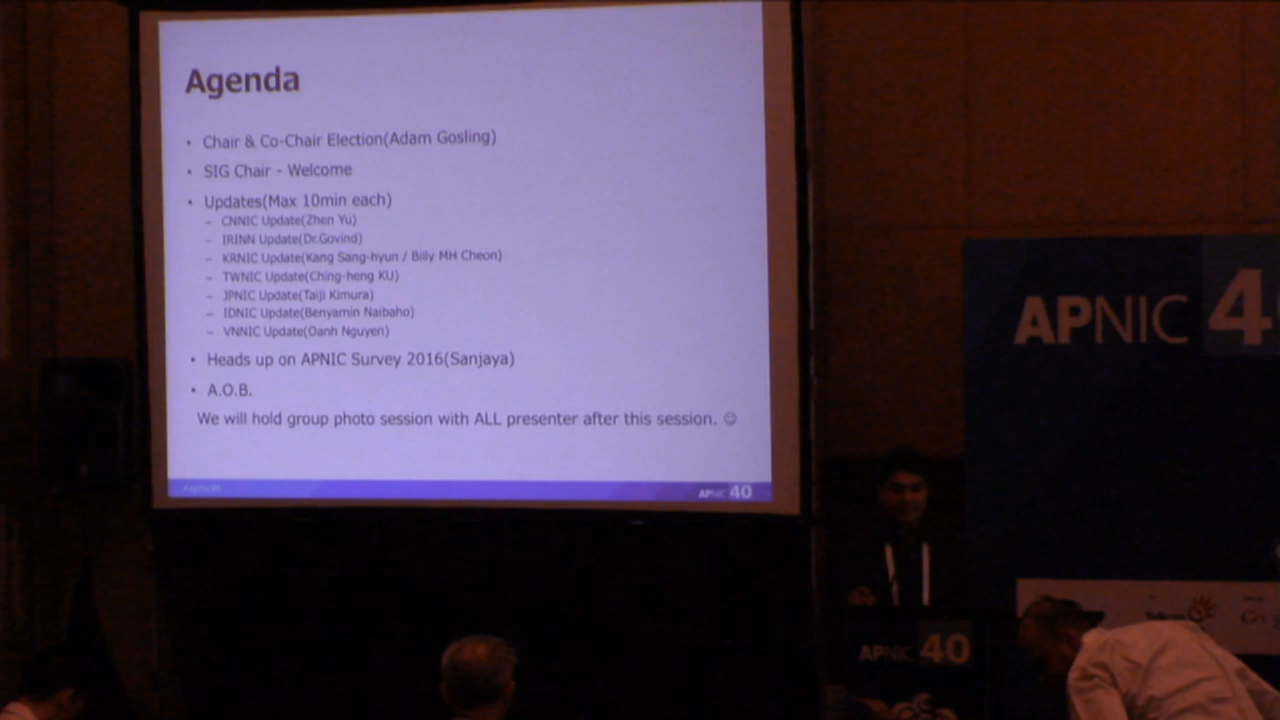 Agenda
• Chair & Co-Chair Election(Adam Gosling)
• SIG Chair - Welcome
• Updates(Max 10min each)
– CNNIC Update(Zhen Yu)
– IRINN Update(Dr.Govind)
– KRNIC Update(Kang Sang-hyun / Billy MH Cheon)
– TWNIC Update(Ching-heng KU)
– JPNIC Update(Taiji Kimura)
– IDNIC Update(Benyamin Naibaho)
– VNNIC Update(Oanh Nguyen)
• Heads up on APNIC Survey 2016(Sanjaya)
• A.O.B.
We will hold group photo session with ALL presenter after this session. ☺
#apnic40
APNIC 40
APNIC 4
APNIC 40